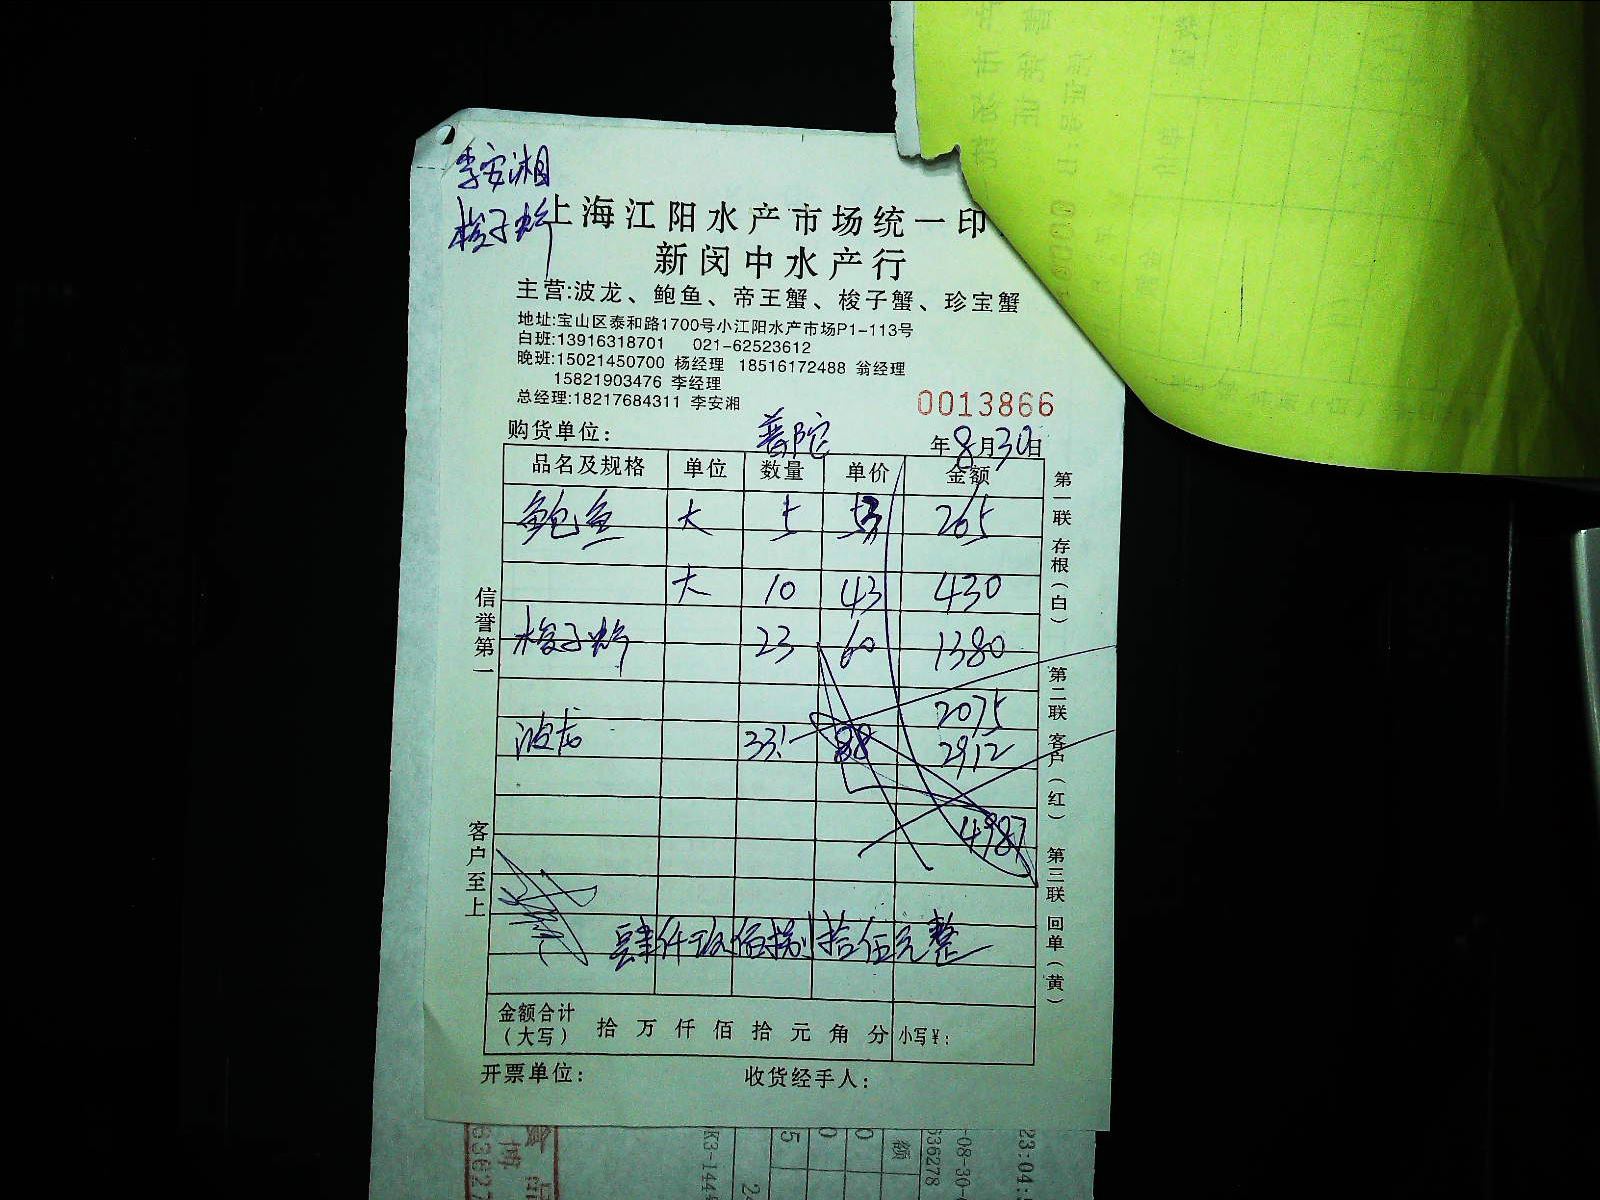 李安湘
梭子蟹
上海江阳水产市场统一印
新闵中水产行
主营:波龙、鲍鱼、帝王蟹、梭子蟹、珍宝蟹
地址:宝山区泰和路1700号小江阳水产市场P1-113号
白班:13916318701 021-62523612
晚班:15021450700 杨经理 18516172488 翁经理
15821903476 李经理
总经理:18217684311 李安湘
0013866
购货单位: 普陀 年8月30日
品名及规格 单位 数量 单价 金额
鲍鱼 大 5 53 265
大 10 43 430
梭子蟹 23 60 1380
2075
波龙 33.1 88 2912
4987
肆仟玖佰捌拾伍元整
金额合计
(大写) 拾 万 仟 佰 拾 元 角 分 小写¥:
开票单位: 收货经手人:
信誉第一
客户至上
第一联 存根(白) 第二联 客户(红) 第三联 回单(黄)